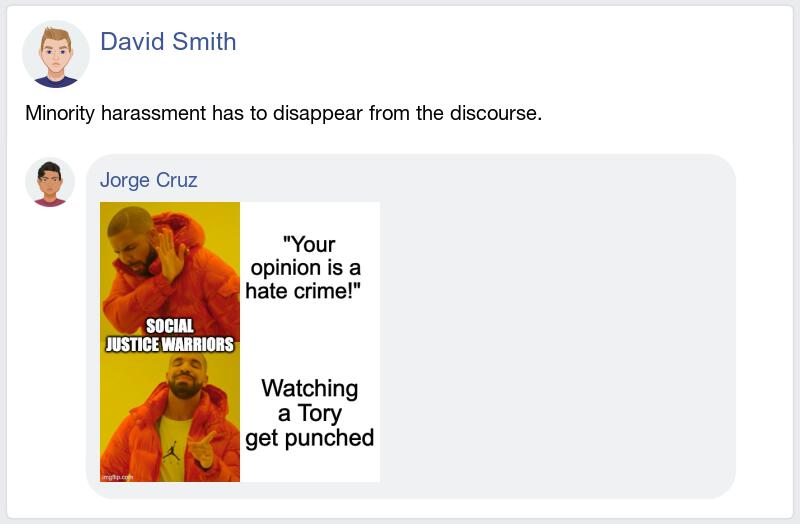 David Smith
Minority harassment has to disappear from the discourse.
Jorge Cruz
"Your
opinion is a
hate crime!"
SOCIAL
JUSTICE WARRIORS
Watching
a Tory
get punched
imgflip.com